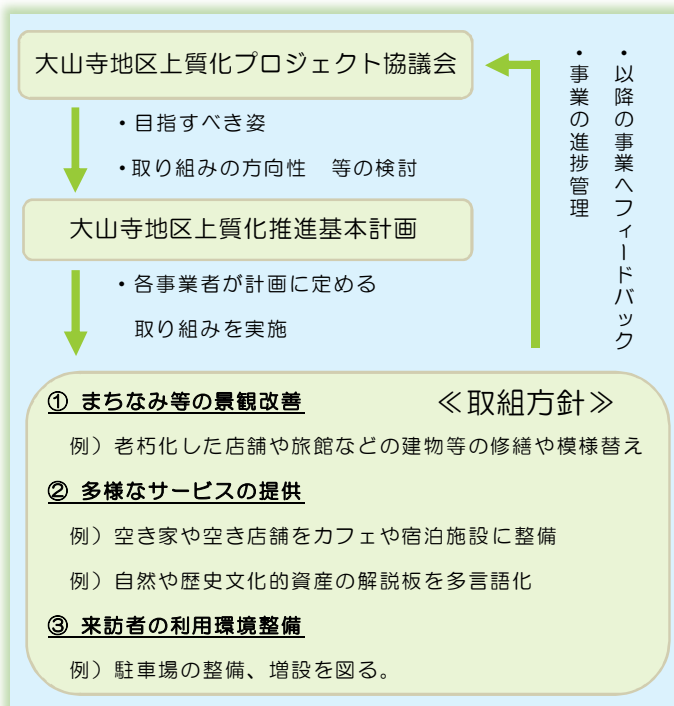 大山寺地区上質化プロジェクト協議会
・目指すべき姿
・取り組みの方向性　等の検討
大山寺地区上質化推進基本計画
・各事業者が計画に定める
取り組みを実施
・以降の事業へフィードバック
・事業の進捗管理
≪取組方針≫
① まちなみ等の景観改善
例）老朽化した店舗や旅館などの建物等の修繕や模様替え
② 多様なサービスの提供
例）空き家や空き店舗をカフェや宿泊施設に整備
例）自然や歴史文化的資産の解説板を多言語化
③ 来訪者の利用環境整備
例）駐車場の整備、増設を図る。